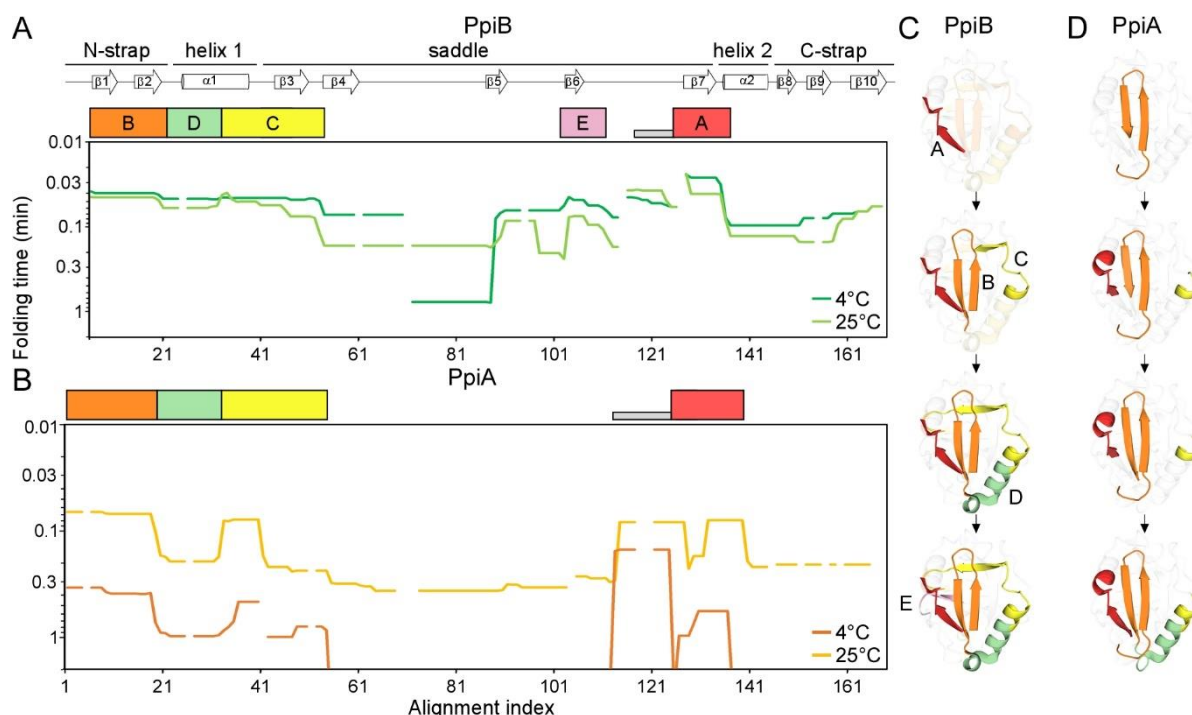 A
PpiB
N-strap helix 1 saddle helix 2 C-strap
β1 β2 α1 β3 β4 β5 β6 β7 α2 β8 β9 β10
B D C E A
0.01
0.03
0.1
0.3
1
Folding time (min)
4°C
25°C
21 41 61 81 101 121 141 161
B
PpiA
0.01
0.03
0.1
0.3
1
4°C
25°C
1 21 41 61 81 101 121 141 161
Alignment index
C
PpiB
A
C
B
D
E
D
PpiA